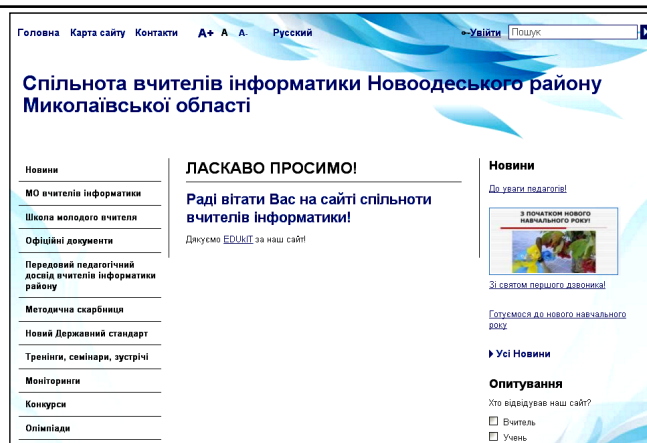 Головна Карта сайту Контакти A+ A A- Русский
Увійти Пошук
Спільнота вчителів інформатики Новоодеського району
Миколаївської області
Новини
МО вчителів інформатики
Школа молодого вчителя
Офіційні документи
Передовий педагогічний
досвід вчителів інформатики
району
Методична скарбниця
Новий Державний стандарт
Тренінги, семінари, зустрічі
Моніторинги
Конкурси
Олімпіади
ЛАСКАВО ПРОСИМО!
Раді вітати Вас на сайті спільноти
вчителів інформатики!
Дякуємо EDUkIT за наш сайт!
Новини
До уваги педагогів!
З ПОЧАТКОМ НОВОГО
НАВЧАЛЬНОГО РОКУ!
Зі святом першого дзвоника!
Готуємося до нового навчального
року
Усі Новини
Опитування
Хто відвідував наш сайт?
Вчитель
Учень